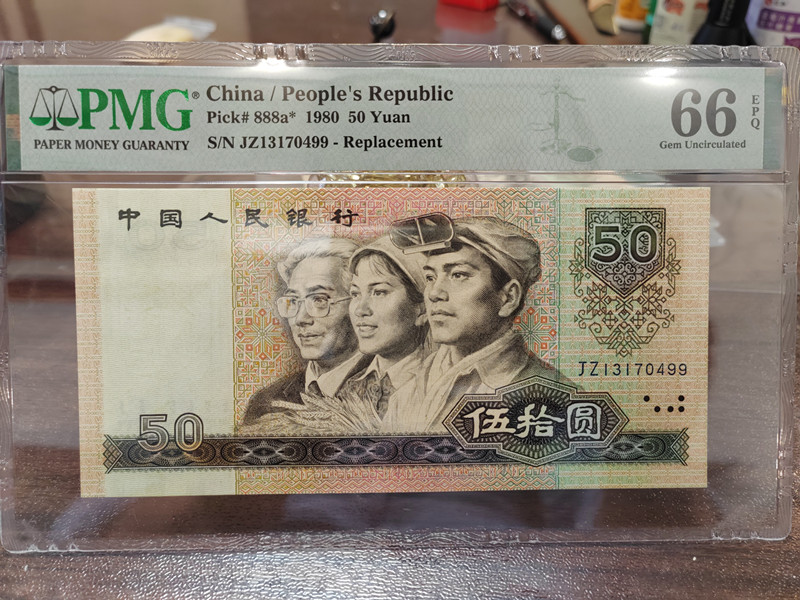 PMG®
PAPER MONEY GUARANTY
China / People's Republic
Pick# 888a* 1980 50 Yuan
S/N JZ13170499 - Replacement
66
EPQ
Gem Uncirculated
中国人民银行
50
JZ13170499
50
伍拾圆